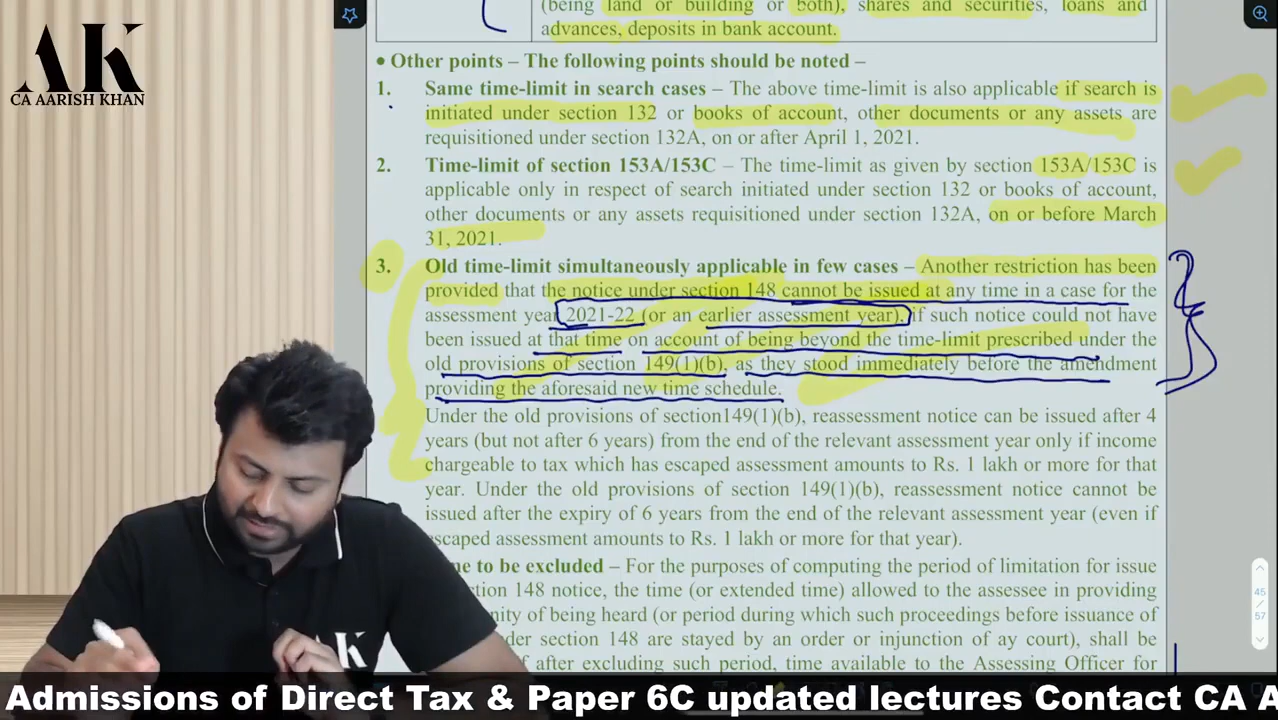 AK
CA AARISH KHAN
(being land or building or both), shares and securities, loans and
advances, deposits in bank account.
• Other points – The following points should be noted –
1. Same time-limit in search cases – The above time-limit is also applicable if search is
initiated under section 132 or books of account, other documents or any assets are
requisitioned under section 132A, on or after April 1, 2021.
2. Time-limit of section 153A/153C – The time-limit as given by section 153A/153C is
applicable only in respect of search initiated under section 132 or books of account,
other documents or any assets requisitioned under section 132A, on or before March
31, 2021.
3. Old time-limit simultaneously applicable in few cases – Another restriction has been
provided that the notice under section 148 cannot be issued at any time in a case for the
assessment year 2021-22 (or an earlier assessment year), if such notice could not have
been issued at that time on account of being beyond the time-limit prescribed under the
old provisions of section 149(1)(b), as they stood immediately before the amendment
providing the aforesaid new time schedule.
Under the old provisions of section149(1)(b), reassessment notice can be issued after 4
years (but not after 6 years) from the end of the relevant assessment year only if income
chargeable to tax which has escaped assessment amounts to Rs. 1 lakh or more for that
year. Under the old provisions of section 149(1)(b), reassessment notice cannot be
issued after the expiry of 6 years from the end of the relevant assessment year (even if
escaped assessment amounts to Rs. 1 lakh or more for that year).
to be excluded – For the purposes of computing the period of limitation for issue
148 notice, the time (or extended time) allowed to the assessee in providing
of being heard (or period during which such proceedings before issuance of
under section 148 are stayed by an order or injunction of ay court), shall be
after excluding such period, time available to the Assessing Officer for
45
57
AK
Admissions of Direct Tax & Paper 6C updated lectures Contact CA A